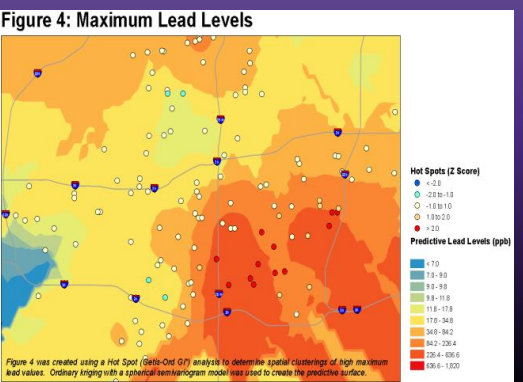 Figure 4: Maximum Lead Levels
Hot Spots (Z Score)
< -2.0
-2.0 to -1.0
-1.0 to 1.0
1.0 to 2.0
> 2.0
Predictive Lead Levels (ppb)
< 7.0
7.0 - 9.0
9.0 - 9.8
9.8 - 11.8
11.8 - 17.8
17.8 - 34.8
34.8 - 84.2
84.2 - 226.4
226.4 - 636.6
636.6 - 1,820
Figure 4 was created using a Hot Spot (Getis-Ord Gi*) analysis to determine spatial clusterings of high maximum
lead values. Ordinary kriging with a spherical semivariogram model was used to create the predictive surface.